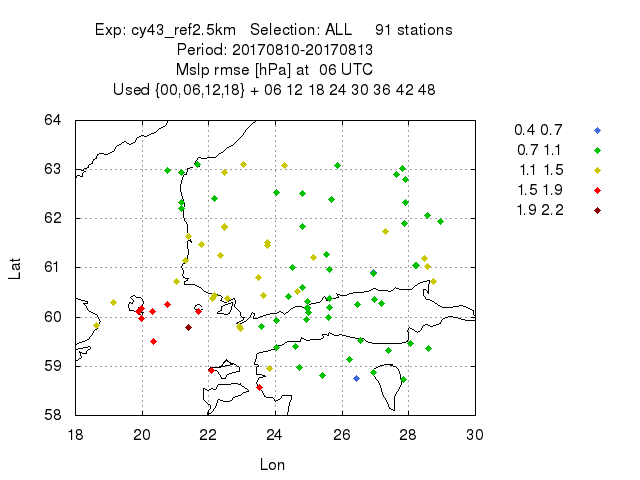 Exp: cy43_ref2.5km   Selection: ALL     91 stations
Period: 20170810-20170813
Mslp rmse [hPa] at  06 UTC
Used {00,06,12,18} + 06 12 18 24 30 36 42 48
64
63
62
61
60
59
58
Lat
18 20 22 24 26 28 30
Lon
0.4 0.7
0.7 1.1
1.1 1.5
1.5 1.9
1.9 2.2